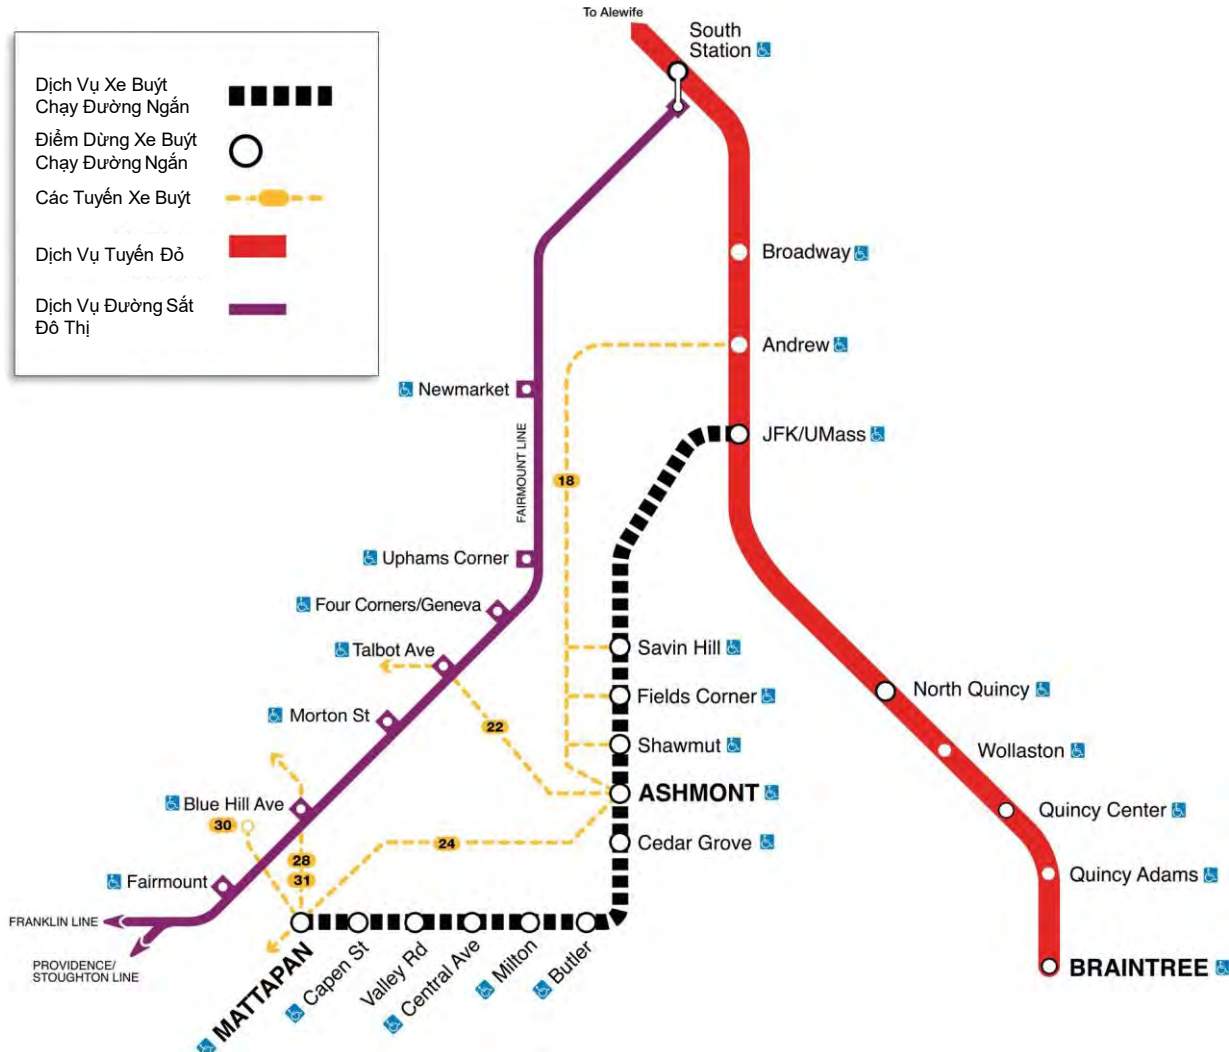 To Alewife
South
Station
Dịch Vụ Xe Buýt
Chạy Đường Ngắn
Điểm Dừng Xe Buýt
Chạy Đường Ngắn
Các Tuyến Xe Buýt
Dịch Vụ Tuyến Đỏ
Dịch Vụ Đường Sắt
Đô Thị
Broadway
Andrew
Newmarket
JFK/UMass
FAIRMOUNT LINE
18
Uphams Corner
Four Corners/Geneva
Talbot Ave
Savin Hill
Fields Corner
North Quincy
Morton St
22
Shawmut
Wollaston
ASHMONT
Blue Hill Ave
Quincy Center
30
24
Cedar Grove
28
31
Fairmount
Quincy Adams
FRANKLIN LINE
PROVIDENCE/
STOUGHTON LINE
MATTAPAN
Capen St
Valley Rd
Central Ave
Milton
Butler
BRAINTREE